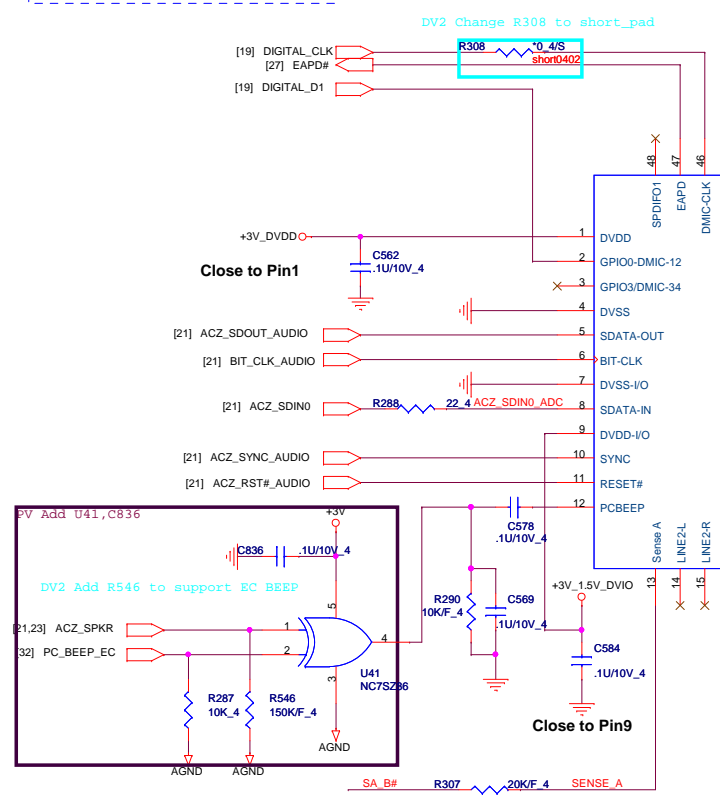 DV2 Change R308 to short_pad
[19] DIGITAL_CLK
R308
*0_4/S
short0402
[27] EAPD#
[19] DIGITAL_D1
48
47
46
SPDIFO1
EAPD
DMIC-CLK
+3V_DVDD
1
DVDD
C562
.1U/10V_4
Close to Pin1
2
GPIO0-DMIC-12
3
GPIO3/DMIC-34
4
DVSS
[21] ACZ_SDOUT_AUDIO
5
SDATA-OUT
[21] BIT_CLK_AUDIO
6
BIT-CLK
7
DVSS-I/O
[21] ACZ_SDIN0
R288
22_4
ACZ_SDIN0_ADC
8
SDATA-IN
9
DVDD-I/O
[21] ACZ_SYNC_AUDIO
10
SYNC
[21] ACZ_RST#_AUDIO
11
RESET#
12
PCBEEP
PV Add U41,C836
+3V
C836
.1U/10V_4
C578
.1U/10V_4
Sense A
LINE2-L
LINE2-R
13
14
15
DV2 Add R546 to support EC BEEP
+3V_1.5V_DVIO
R290
10K/F_4
C569
.1U/10V_4
5
[21,23] ACZ_SPKR
1
4
[32] PC_BEEP_EC
2
3
U41
NC7SZ86
C584
.1U/10V_4
R287
10K_4
R546
150K/F_4
Close to Pin9
AGND
AGND
AGND
SA_B#
R307
20K/F_4
SENSE_A